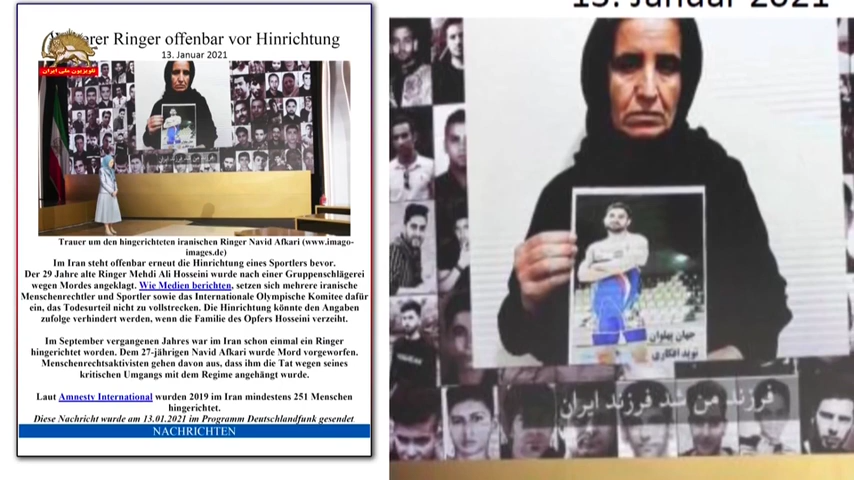 erer Ringer offenbar vor Hinrichtung
13. Januar 2021
تلویزیون ملی ایران
Trauer um den hingerichteten iranischen Ringer Navid Afkari (www.imago-
images.de)
Im Iran steht offenbar erneut die Hinrichtung eines Sportlers bevor.
Der 29 Jahre alte Ringer Mehdi Ali Hosseini wurde nach einer Gruppenschlägerei
wegen Mordes angeklagt. Wie Medien berichten, setzen sich mehrere iranische
Menschenrechtler und Sportler sowie das Internationale Olympische Komitee dafür
ein, das Todesurteil nicht zu vollstrecken. Die Hinrichtung könnte den Angaben
zufolge verhindert werden, wenn die Familie des Opfers Hosseini verzeiht.
Im September vergangenen Jahres war im Iran schon einmal ein Ringer
hingerichtet worden. Dem 27-jährigen Navid Afkari wurde Mord vorgeworfen.
Menschenrechtsaktivisten gehen davon aus, dass ihm die Tat wegen seines
kritischen Umgangs mit dem Regime angehängt wurde.
Laut Amnesty International wurden 2019 im Iran mindestens 251 Menschen
hingerichtet.
Diese Nachricht wurde am 13.01.2021 im Programm Deutschlandfunk gesendet
NACHRICHTEN
13. Januar 2021
جهان پهلوان
نوید افکاری
فرزند من شد فرزند ایران